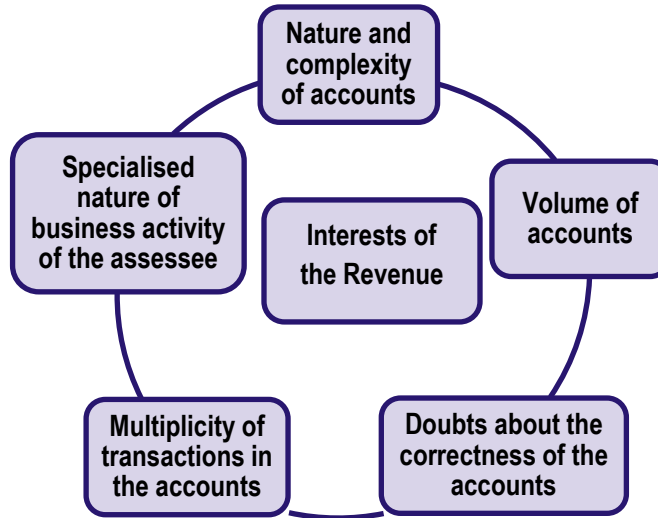 Nature and
complexity
of accounts
Volume of
accounts
Doubts about the
correctness of the
accounts
Multiplicity of
transactions in
the accounts
Specialised
nature of
business activity
of the assessee
Interests of
the Revenue